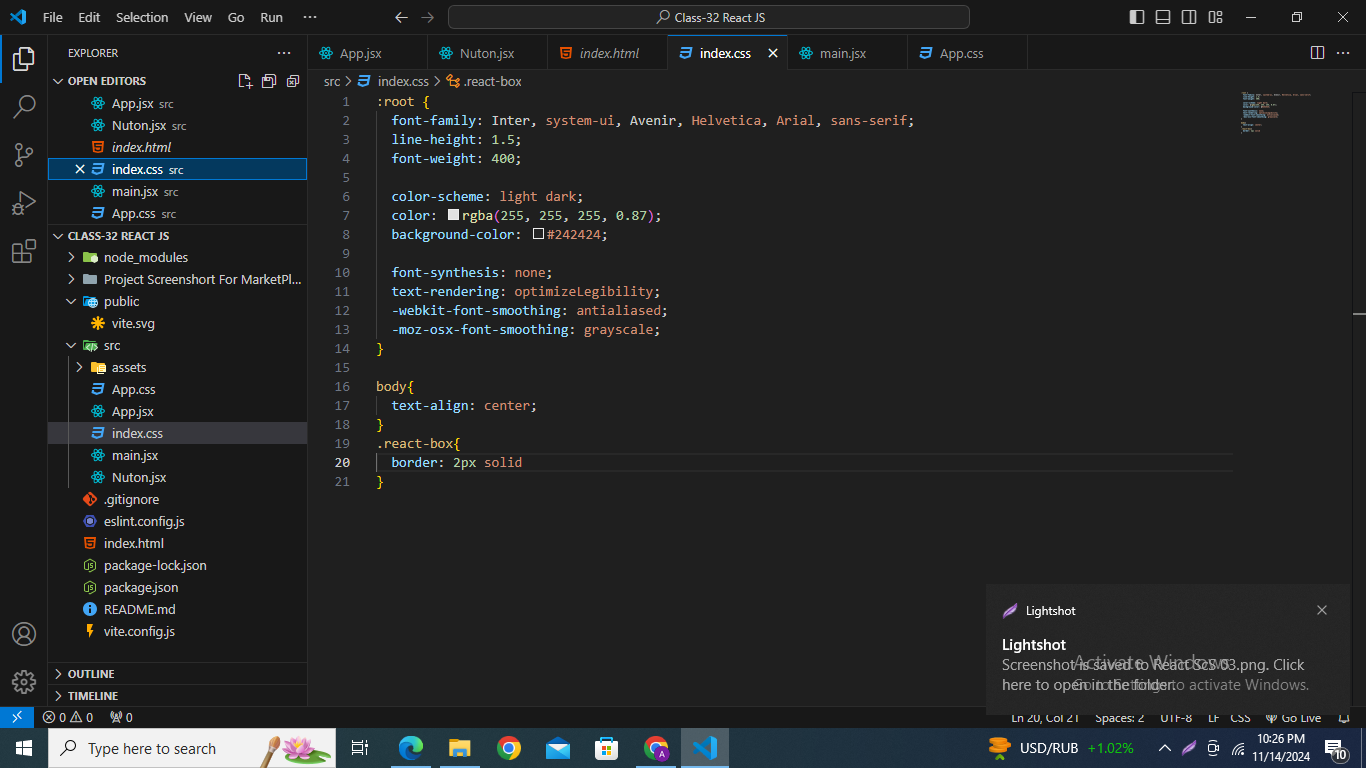 File Edit Selection View Go Run ···
Class-32 React JS
EXPLORER
OPEN EDITORS
App.jsx src
Nuton.jsx src
index.html
index.css src
main.jsx src
App.css src
CLASS-32 REACT JS
node_modules
Project Screenshort For MarketPl...
public
vite.svg
src
assets
App.css
App.jsx
index.css
main.jsx
Nuton.jsx
.gitignore
eslint.config.js
index.html
package-lock.json
package.json
README.md
vite.config.js
OUTLINE
TIMELINE
App.jsx Nuton.jsx index.html index.css main.jsx App.css
src > index.css > .react-box
1 :root {
2 font-family: Inter, system-ui, Avenir, Helvetica, Arial, sans-serif;
3 line-height: 1.5;
4 font-weight: 400;
5
6 color-scheme: light dark;
7 color: rgba(255, 255, 255, 0.87);
8 background-color: #242424;
9
10 font-synthesis: none;
11 text-rendering: optimizeLegibility;
12 -webkit-font-smoothing: antialiased;
13 -moz-osx-font-smoothing: grayscale;
14 }
15
16 body{
17 text-align: center;
18 }
19 .react-box{
20 border: 2px solid
21 }
Lightshot
Lightshot
Screenshot is saved to React ScS 03.png. Click
here to open in the folder.
Activate Windows
Go to Settings to activate Windows.
0 0 0
Ln 20, Col 21 Spaces: 2 UTF-8 LF CSS Go Live
Type here to search
USD/RUB +1.02%
10:26 PM
11/14/2024
10